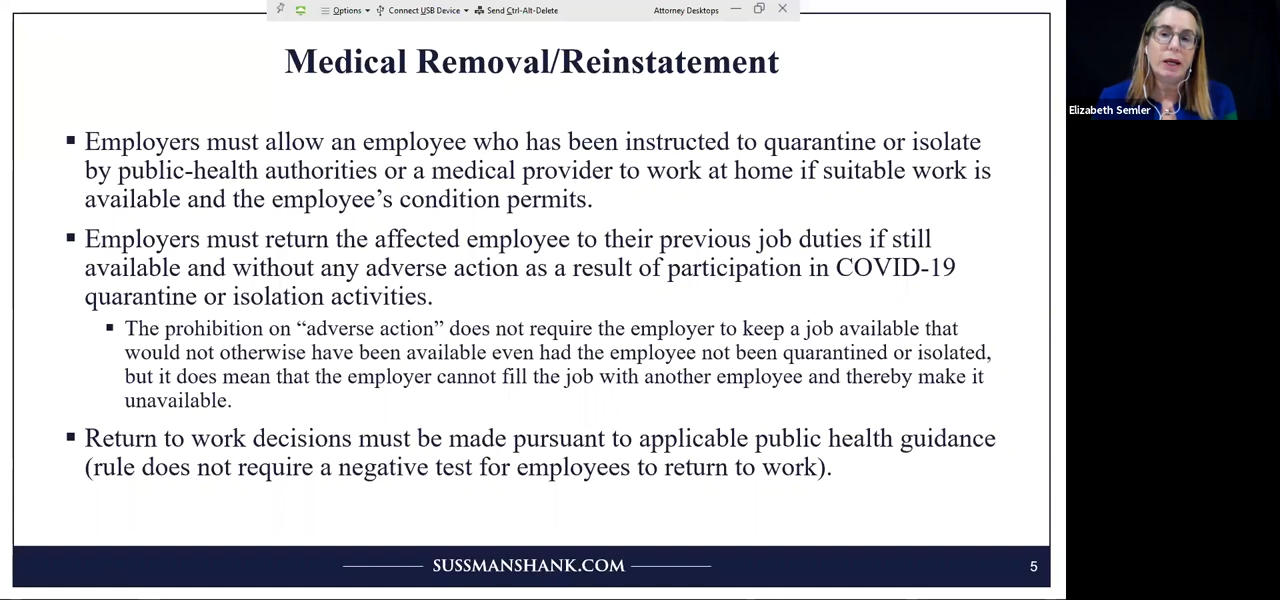 Options
Connect USB Device
Send Ctrl-Alt-Delete
Attorney Desktops
Medical Removal/Reinstatement
Elizabeth Semler
▪ Employers must allow an employee who has been instructed to quarantine or isolate
by public-health authorities or a medical provider to work at home if suitable work is
available and the employee’s condition permits.
▪ Employers must return the affected employee to their previous job duties if still
available and without any adverse action as a result of participation in COVID-19
quarantine or isolation activities.
▪ The prohibition on “adverse action” does not require the employer to keep a job available that
would not otherwise have been available even had the employee not been quarantined or isolated,
but it does mean that the employer cannot fill the job with another employee and thereby make it
unavailable.
▪ Return to work decisions must be made pursuant to applicable public health guidance
(rule does not require a negative test for employees to return to work).
SUSSMANSHANK.COM
5